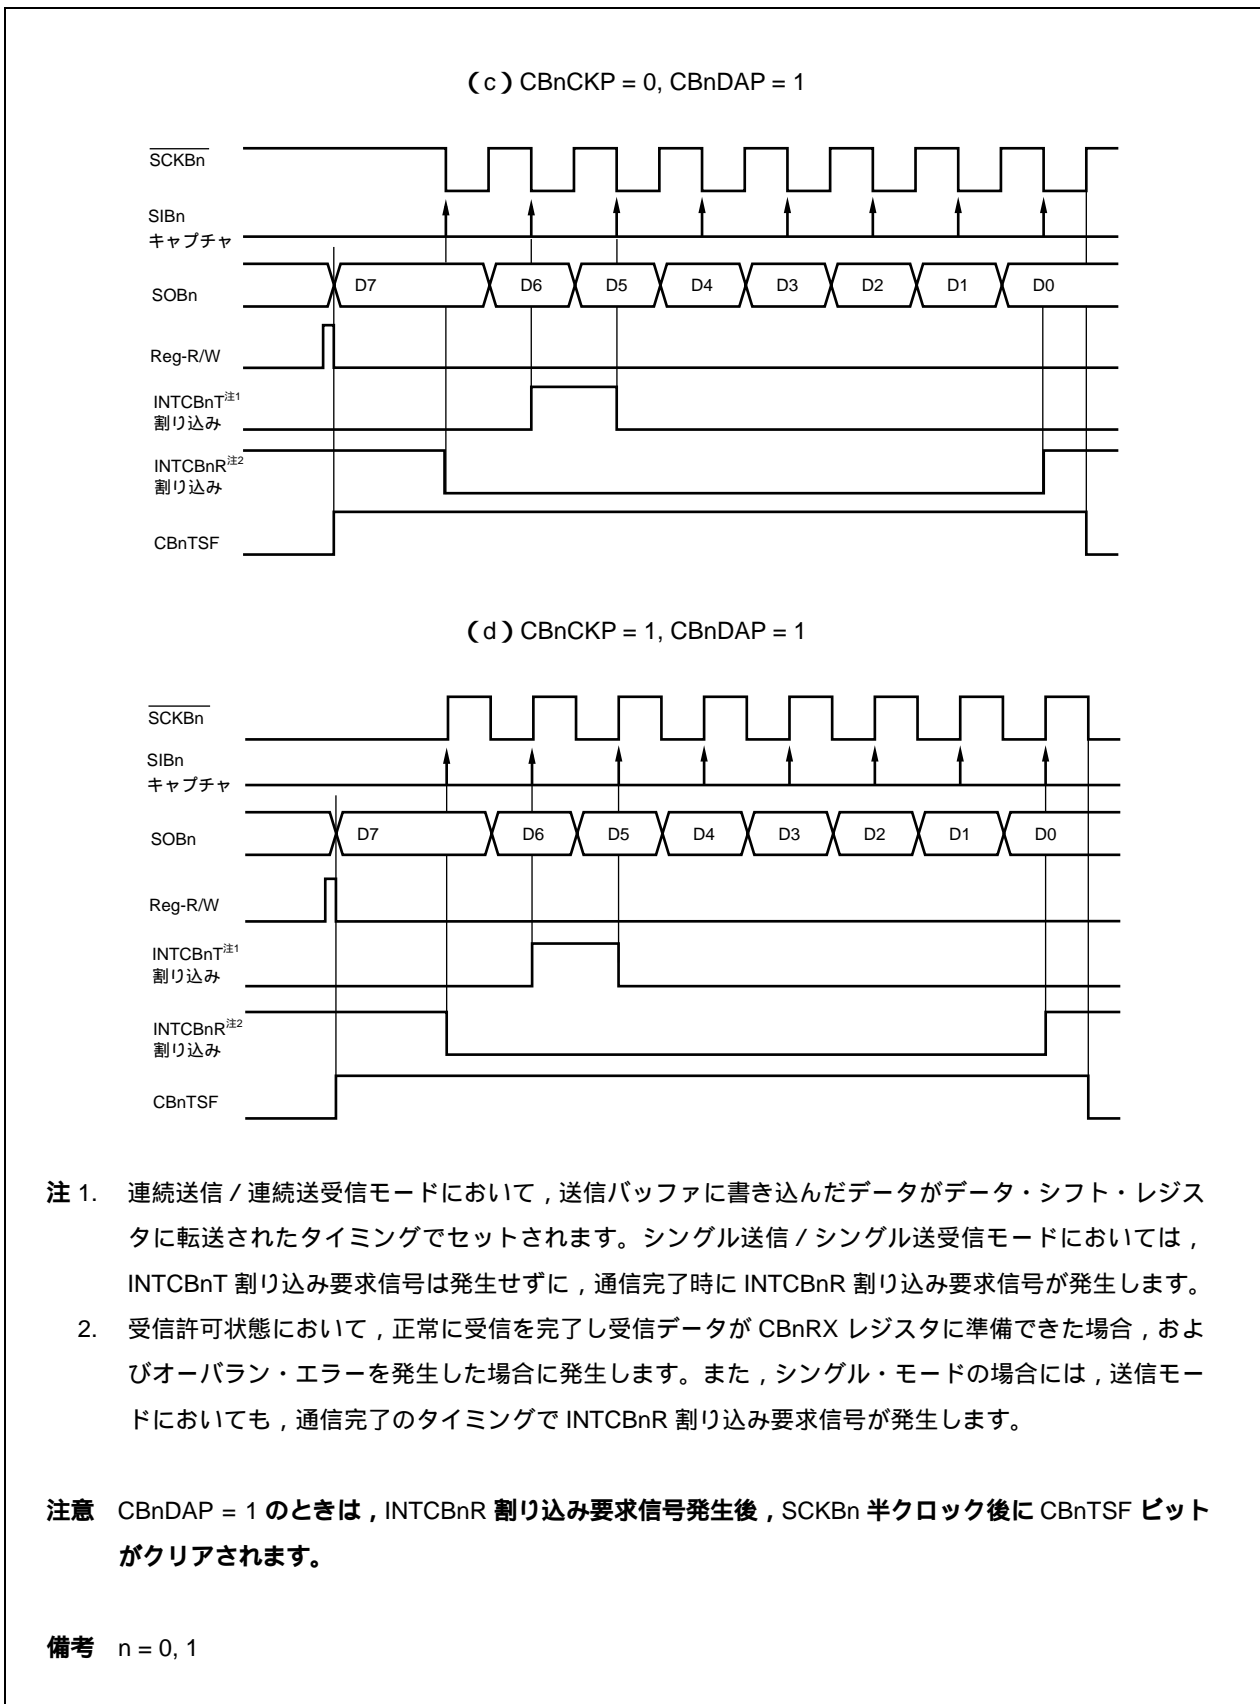 (c) CBnCKP = 0, CBnDAP = 1
SCKBn
SIBn
キャプチャ
SOBn
D7 D6 D5 D4 D3 D2 D1 D0
Reg-R/W
INTCBnT注1
割り込み
INTCBnR注2
割り込み
CBnTSF
(d) CBnCKP = 1, CBnDAP = 1
SCKBn
SIBn
キャプチャ
SOBn
D7 D6 D5 D4 D3 D2 D1 D0
Reg-R/W
INTCBnT注1
割り込み
INTCBnR注2
割り込み
CBnTSF
注 1. 連続送信/連続送受信モードにおいて,送信バッファに書き込んだデータがデータ・シフト・レジス
タに転送されたタイミングでセットされます。シングル送信/シングル送受信モードにおいては,
INTCBnT 割り込み要求信号は発生せずに,通信完了時に INTCBnR 割り込み要求信号が発生します。
2. 受信許可状態において,正常に受信を完了し受信データが CBnRX レジスタに準備できた場合,およ
びオーバラン・エラーを発生した場合に発生します。また,シングル・モードの場合には,送信モー
ドにおいても,通信完了のタイミングで INTCBnR 割り込み要求信号が発生します。
注意 CBnDAP = 1 のときは,INTCBnR 割り込み要求信号発生後,SCKBn 半クロック後に CBnTSF ビット
がクリアされます。
備考 n = 0, 1